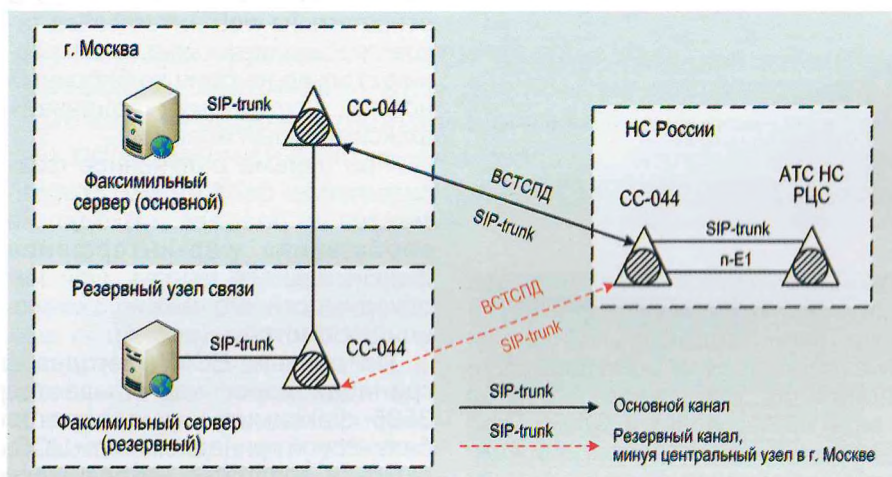 г. Москва
SIP-trunk
СС-044
Факсимильный
сервер (основной)
ВСТСПД
SIP-trunk
НС России
СС-044
АТС НС
РЦС
SIP-trunk
n-E1
Резервный узел связи
SIP-trunk
СС-044
Факсимильный сервер
(резервный)
ВСТСПД
SIP-trunk
SIP-trunk
Основной канал
SIP-trunk
Резервный канал,
минуя центральный узел в г. Москве